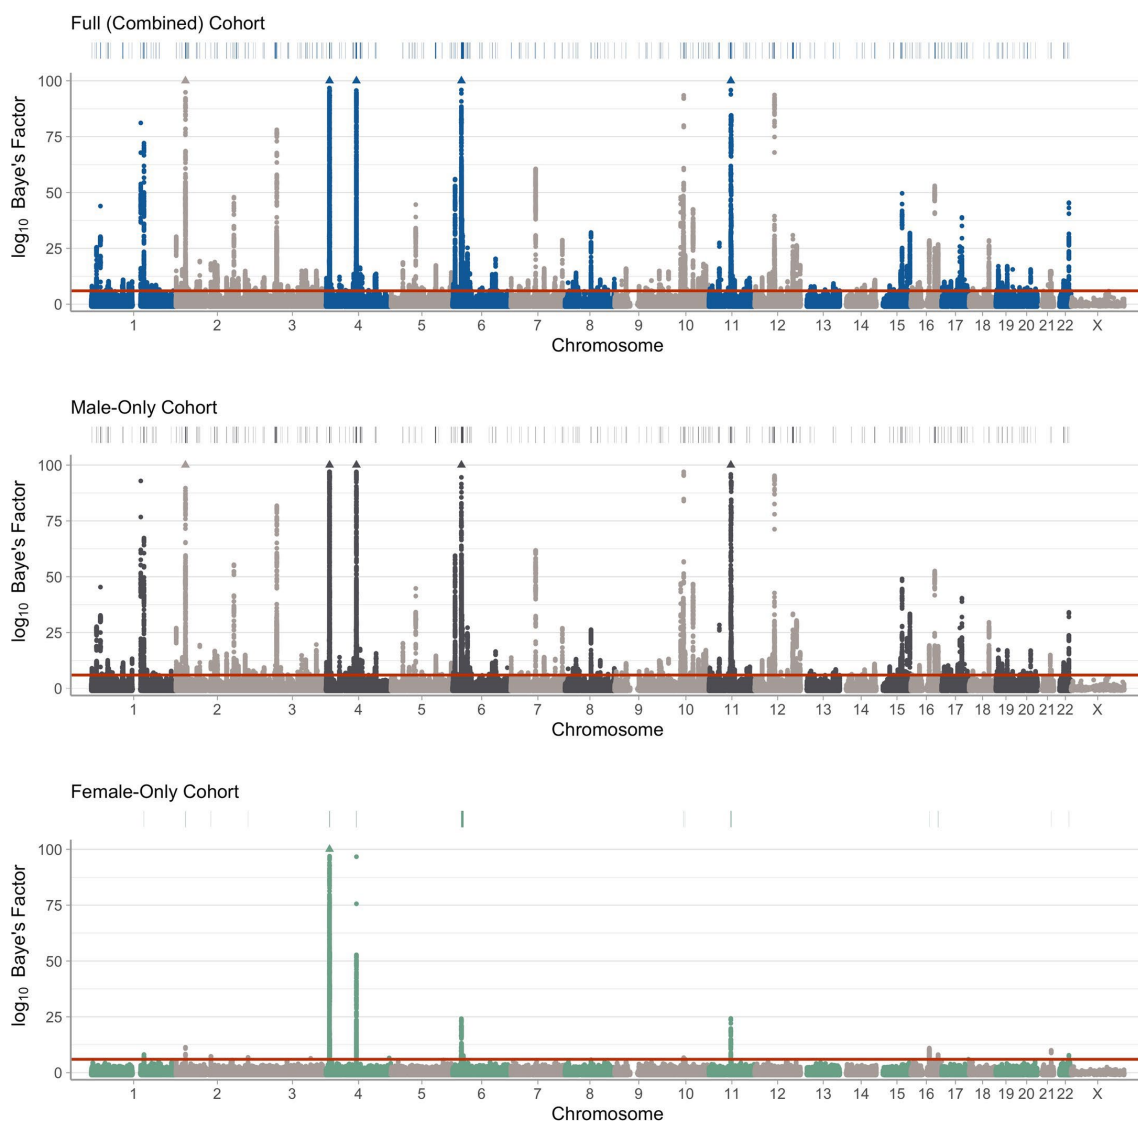 Full (Combined) Cohort
100
75
50
25
0
log₁₀ Baye's Factor
1 2 3 4 5 6 7 8 9 10 11 12 13 14 15 16 17 18 19 20 21 22 X
Chromosome
Male-Only Cohort
100
75
50
25
0
log₁₀ Baye's Factor
1 2 3 4 5 6 7 8 9 10 11 12 13 14 15 16 17 18 19 20 21 22 X
Chromosome
Female-Only Cohort
100
75
50
25
0
log₁₀ Baye's Factor
1 2 3 4 5 6 7 8 9 10 11 12 13 14 15 16 17 18 19 20 21 22 X
Chromosome